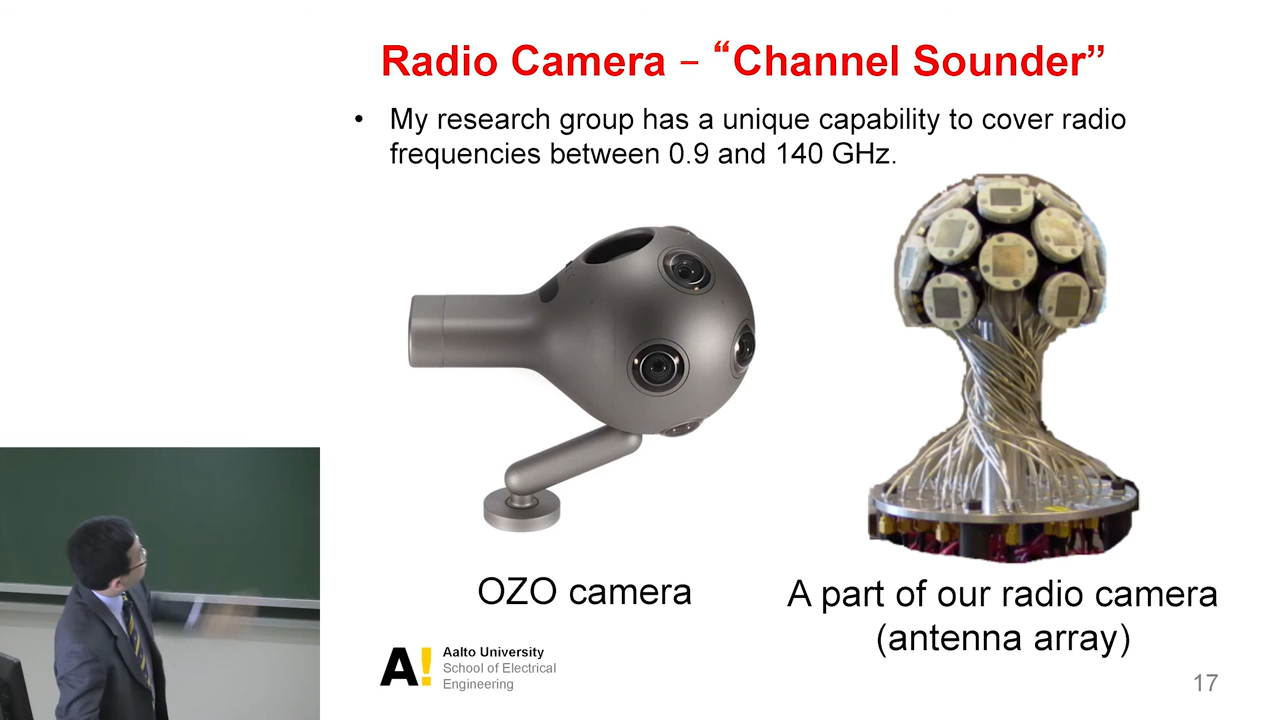 Radio Camera – “Channel Sounder”
• My research group has a unique capability to cover radio
frequencies between 0.9 and 140 GHz.
OZO camera
A part of our radio camera
(antenna array)
A!
Aalto University
School of Electrical
Engineering
17